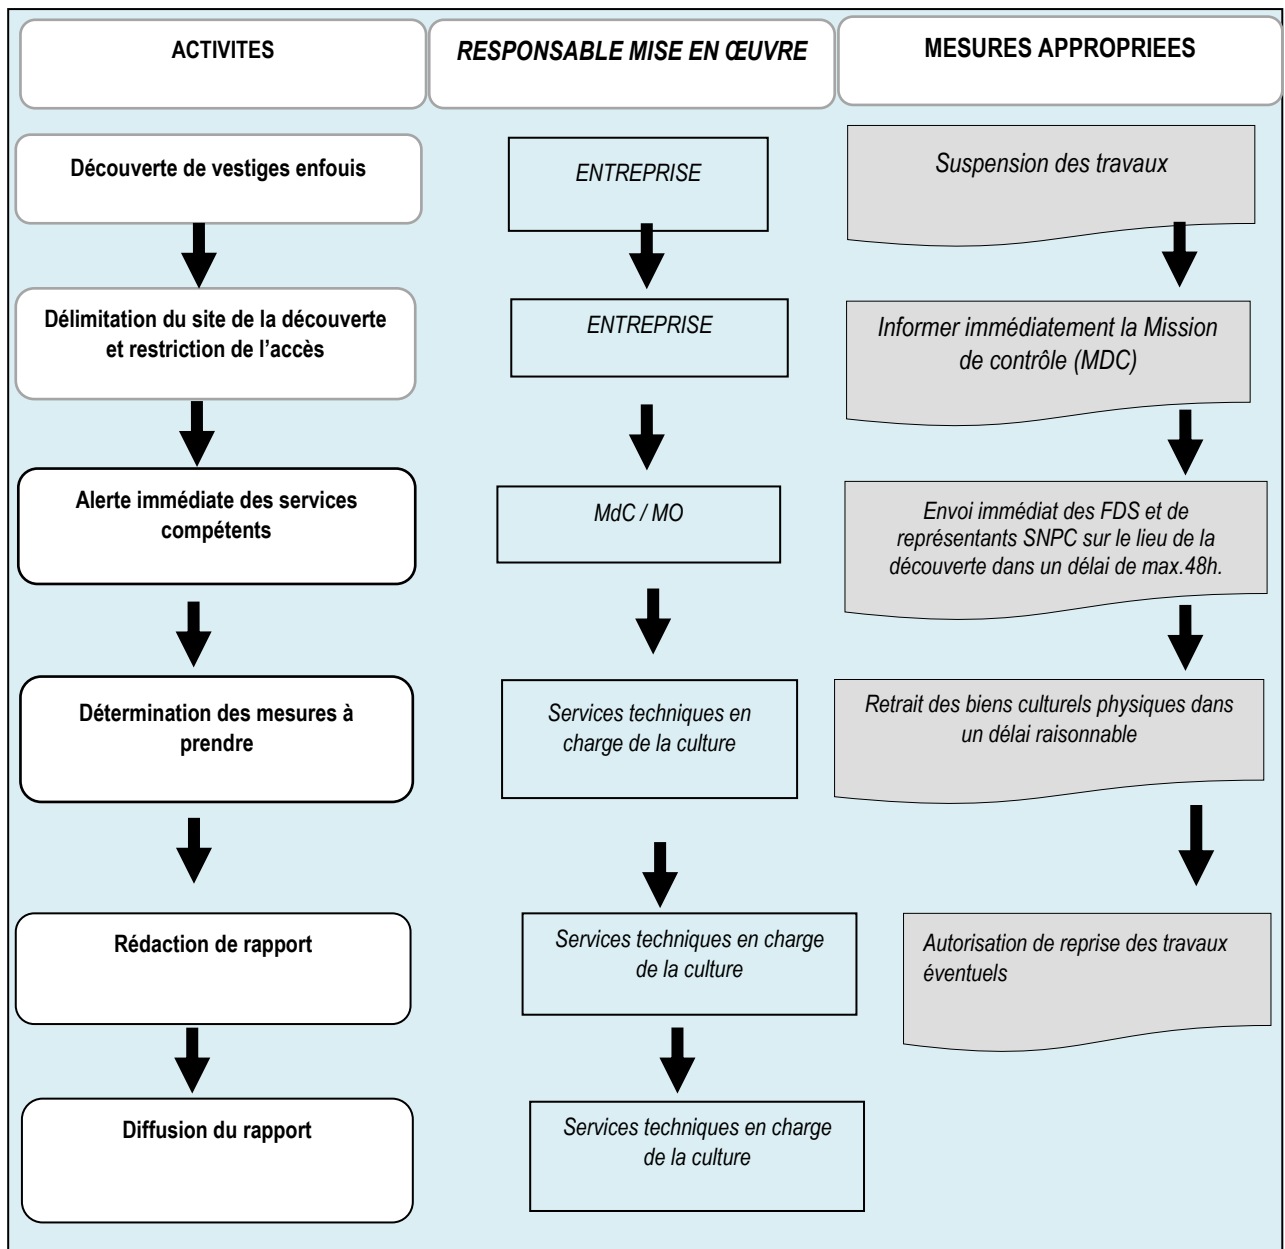 ACTIVITES
RESPONSABLE MISE EN ŒUVRE
MESURES APPROPRIEES
Découverte de vestiges enfouis
ENTREPRISE
Suspension des travaux
Délimitation du site de la découverte
et restriction de l’accès
ENTREPRISE
Informer immédiatement la Mission
de contrôle (MDC)
Alerte immédiate des services
compétents
MdC / MO
Envoi immédiat des FDS et de
représentants SNPC sur le lieu de la
découverte dans un délai de max.48h.
Détermination des mesures à
prendre
Services techniques en
charge de la culture
Retrait des biens culturels physiques dans
un délai raisonnable
Rédaction de rapport
Services techniques en charge
de la culture
Autorisation de reprise des travaux
éventuels
Diffusion du rapport
Services techniques en charge
de la culture